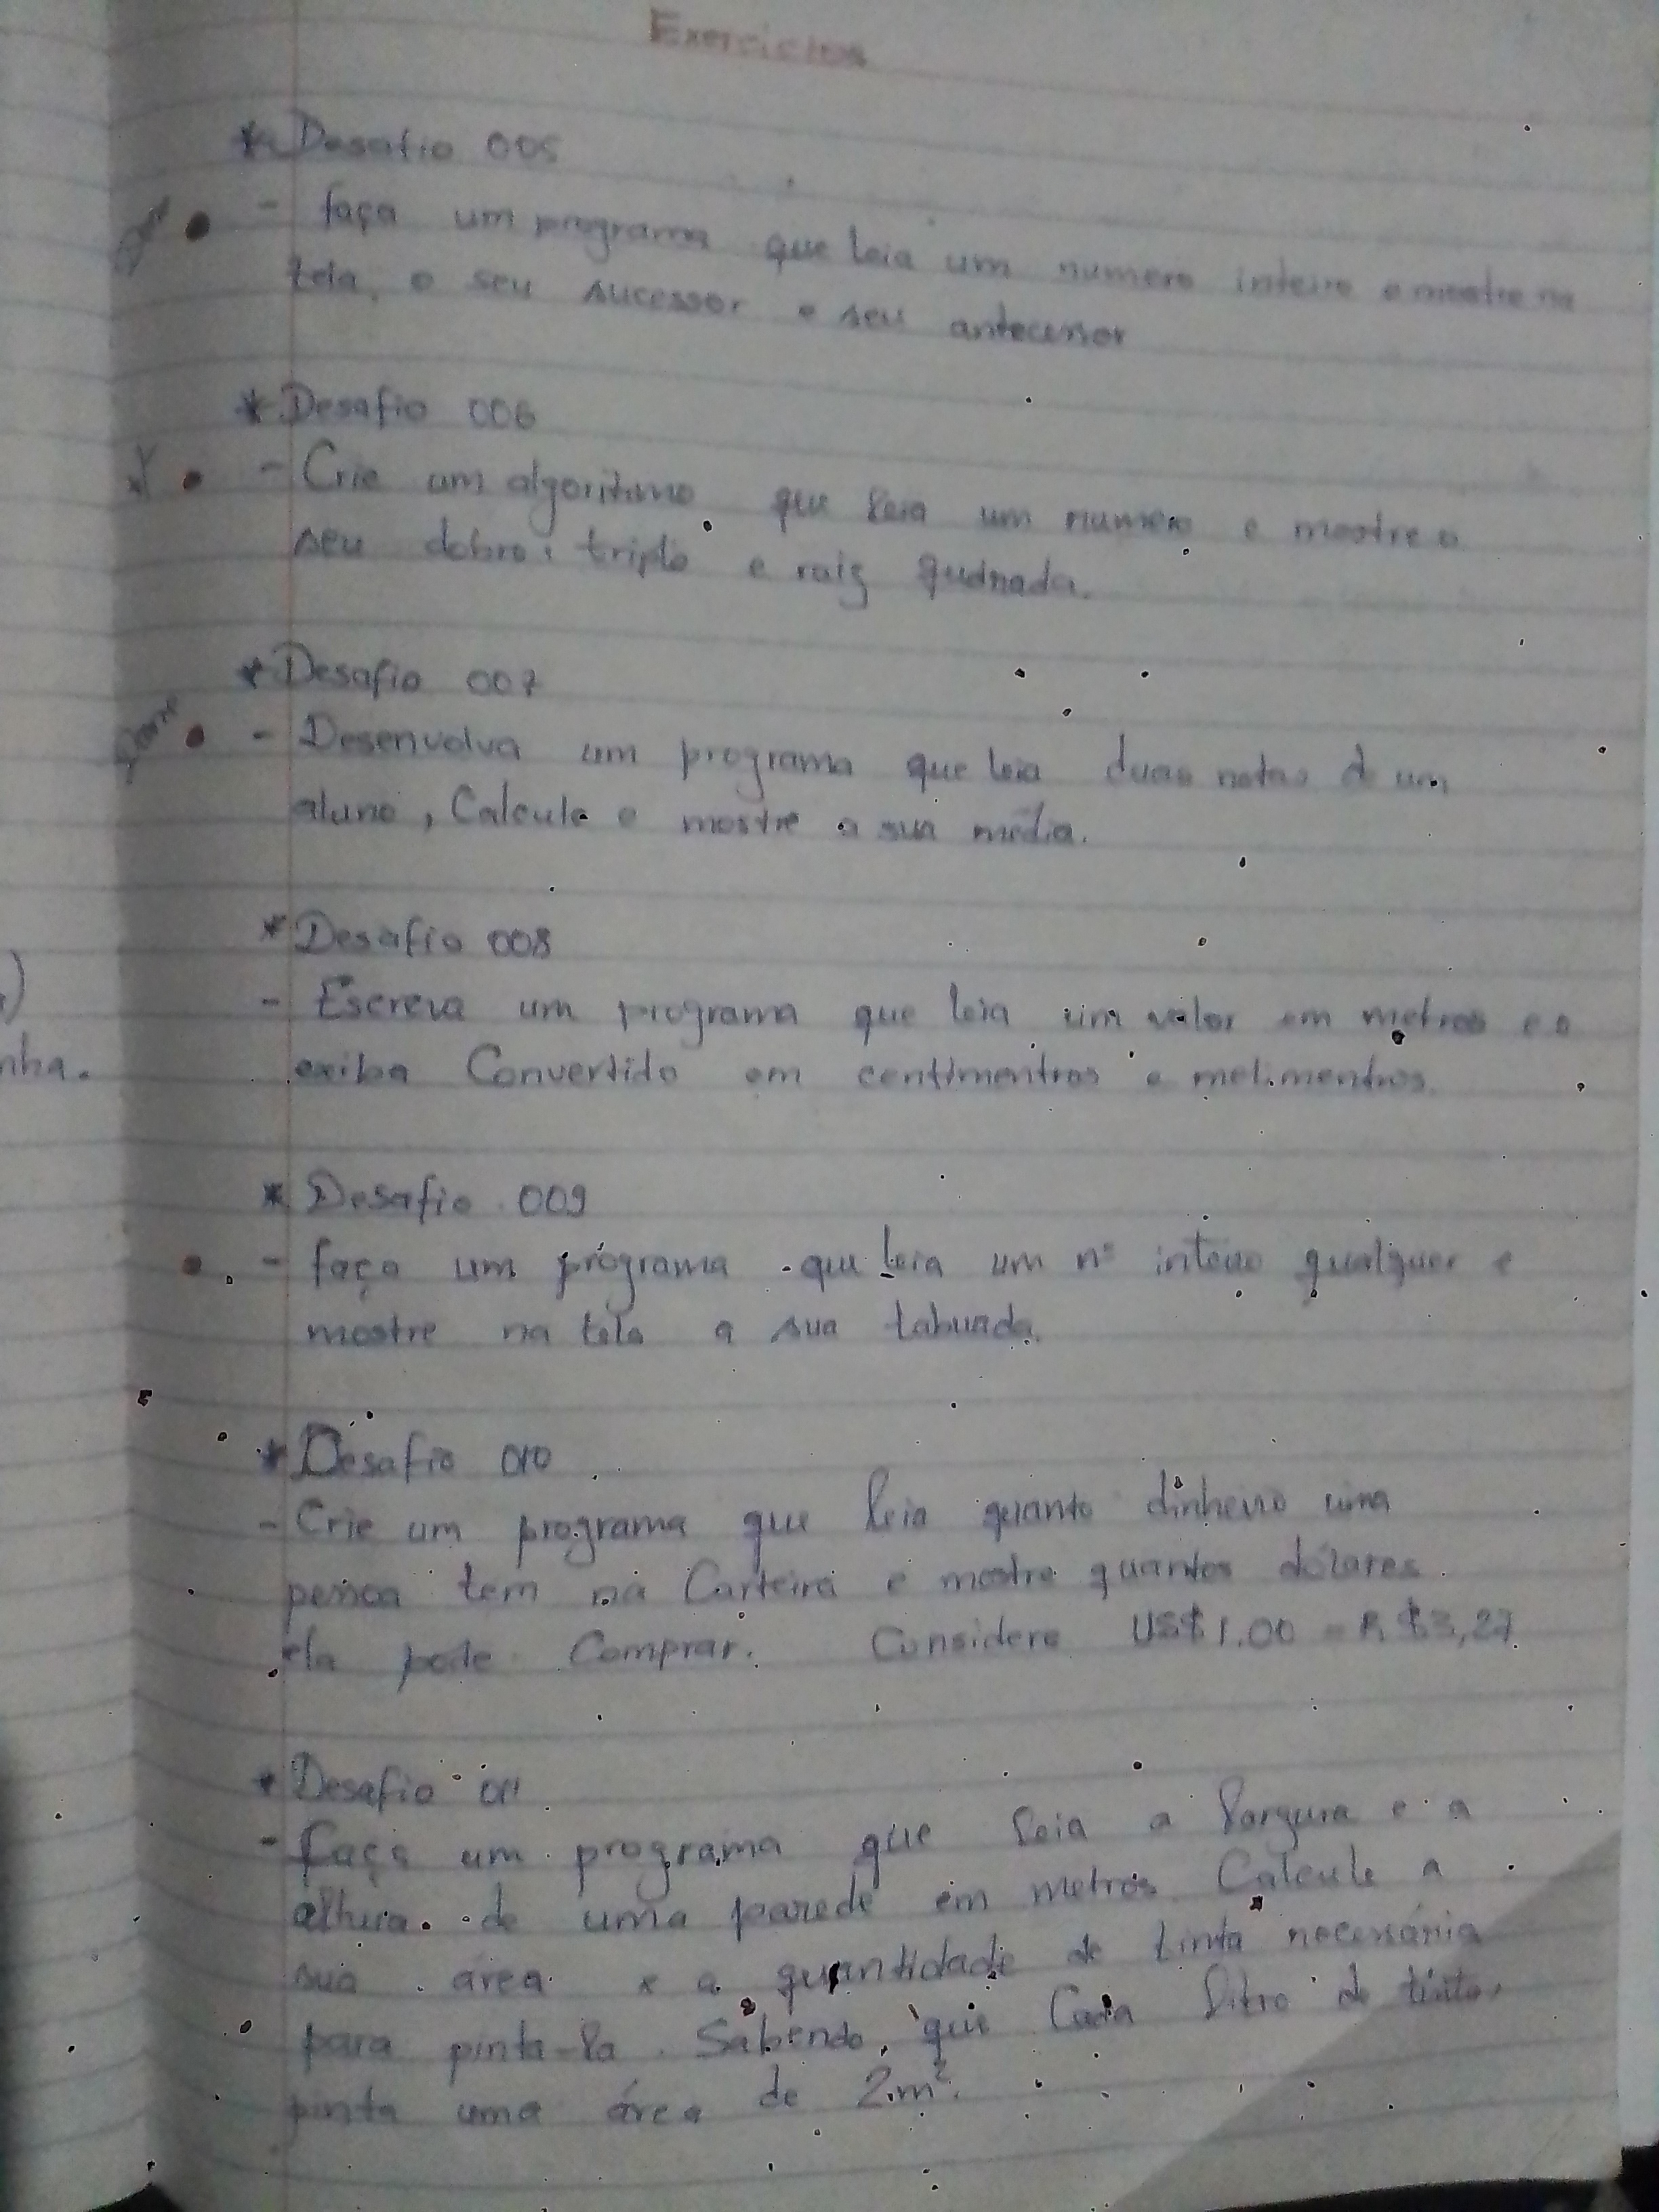 Exercicios
* Desafio 005
Done - faça um programa que leia um numero inteiro e mostre na
tela, o seu sucessor e seu antecessor
* Desafio 006
- Crie um algoritimo que leia um numero e mostre o
seu dobro, triplo e raiz quadrada.
* Desafio 007
Done - Desenvolva um programa que leia duas notas de um
aluno, Calcule e mostre a sua média.
* Desafio 008
- Escreva um programa que leia um valor em metros e o
exiba Convertido em centimentros e melimentros.
* Desafio 009
- faça um programa que leia um nº inteiro qualquer e
mostre na tela a sua tabuada.
* Desafio 010
- Crie um programa que leia quanto dinheiro uma
pessoa tem na Carteira e mostre quantos dólares
ela pode Comprar. Considere US$1.00 = R$3,27
* Desafio 011
- faça um programa que leia a largura e a
altura de uma parede em metros. Calcule a
sua área e a quantidade de tinta necessária
para pinta-la. Sabendo, que Cada litro de tinta,
pinta uma área de 2m².
)
nha.